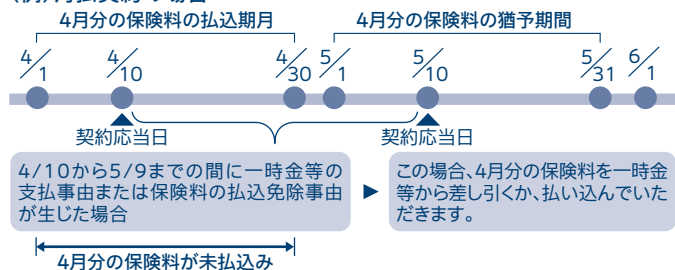 4月分の保険料の払込期月
4月分の保険料の猶予期間
4/1
4/10
4/30
5/1
5/10
5/31
6/1
契約応当日
契約応当日
4/10から5/9までの間に一時金等の
支払事由または保険料の払込免除事由
が生じた場合
▶
この場合、4月分の保険料を一時金
等から差し引くか、払い込んでいた
だきます。
4月分の保険料が未払込み